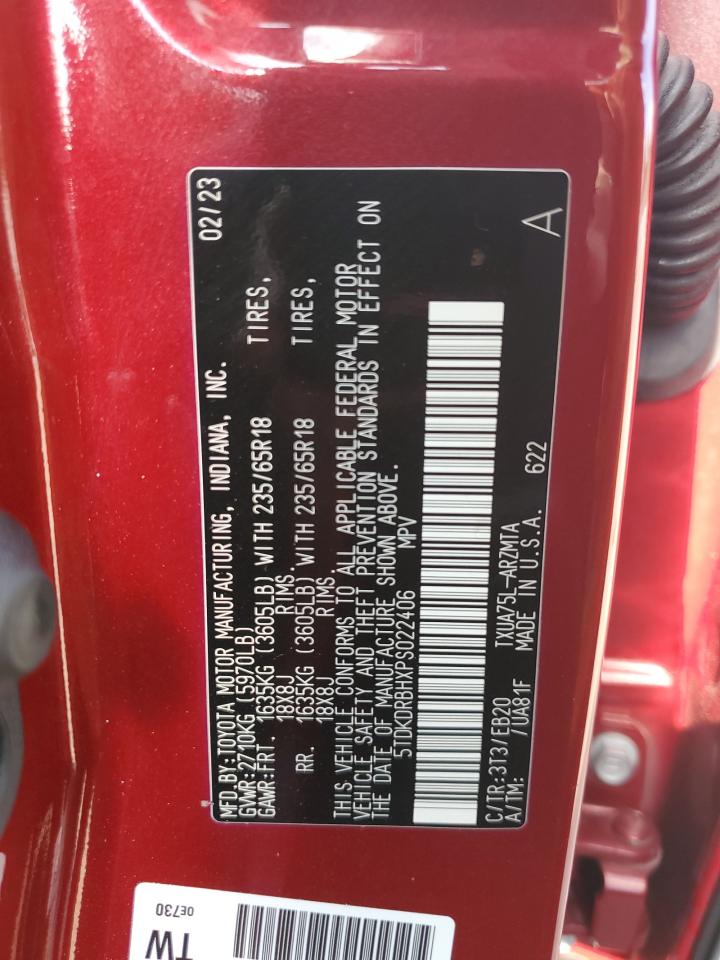 MFD.BY:TOYOTA MOTOR MANUFACTURING, INDIANA, INC. 02/23
GVWR:2710KG (5970LB)
GAWR:FRT. 1635KG (3605LB) WITH 235/65R18 TIRES,
18X8J RIMS.
RR. 1635KG (3605LB) WITH 235/65R18 TIRES,
18X8J RIMS.
THIS VEHICLE CONFORMS TO ALL APPLICABLE FEDERAL MOTOR
VEHICLE SAFETY AND THEFT PREVENTION STANDARDS IN EFFECT ON
THE DATE OF MANUFACTURE SHOWN ABOVE.
5TDKDRBHXPS022406 MPV
C/TR:3T3/EB20 TXUA75L-ARZMTA
A/TM: /UA81F MADE IN U.S.A. 622
A
0E730
TW